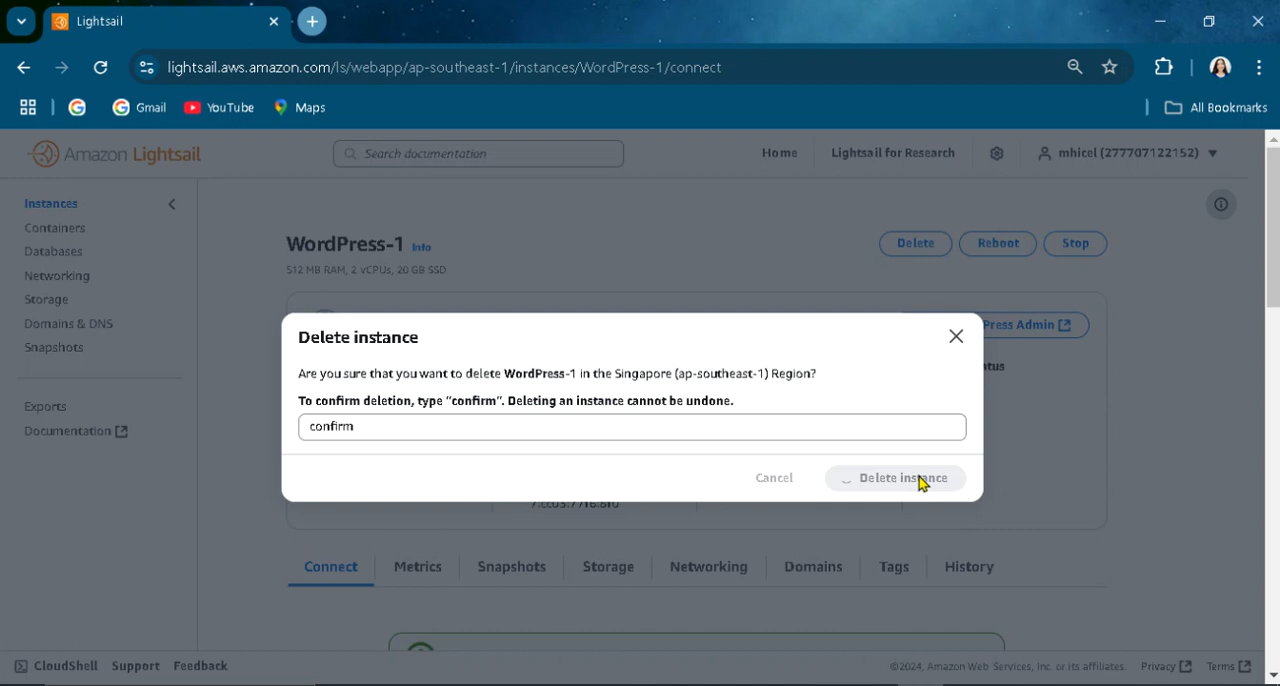 Lightsail
lightsail.aws.amazon.com/ls/webapp/ap-southeast-1/instances/WordPress-1/connect
Gmail
YouTube
Maps
All Bookmarks
Amazon Lightsail
Search documentation
Home
Lightsail for Research
mhicel (277707122152)
Instances
Containers
Databases
Networking
Storage
Domains & DNS
Snapshots
Exports
Documentation
WordPress-1 Info
Delete
Reboot
Stop
512 MB RAM, 2 vCPUs, 20 GB SSD
Press Admin
atus
Delete instance
Are you sure that you want to delete WordPress-1 in the Singapore (ap-southeast-1) Region?
To confirm deletion, type "confirm". Deleting an instance cannot be undone.
confirm
Cancel
Delete instance
Connect
Metrics
Snapshots
Storage
Networking
Domains
Tags
History
CloudShell
Support
Feedback
©2024, Amazon Web Services, Inc. or its affiliates.
Privacy
Terms